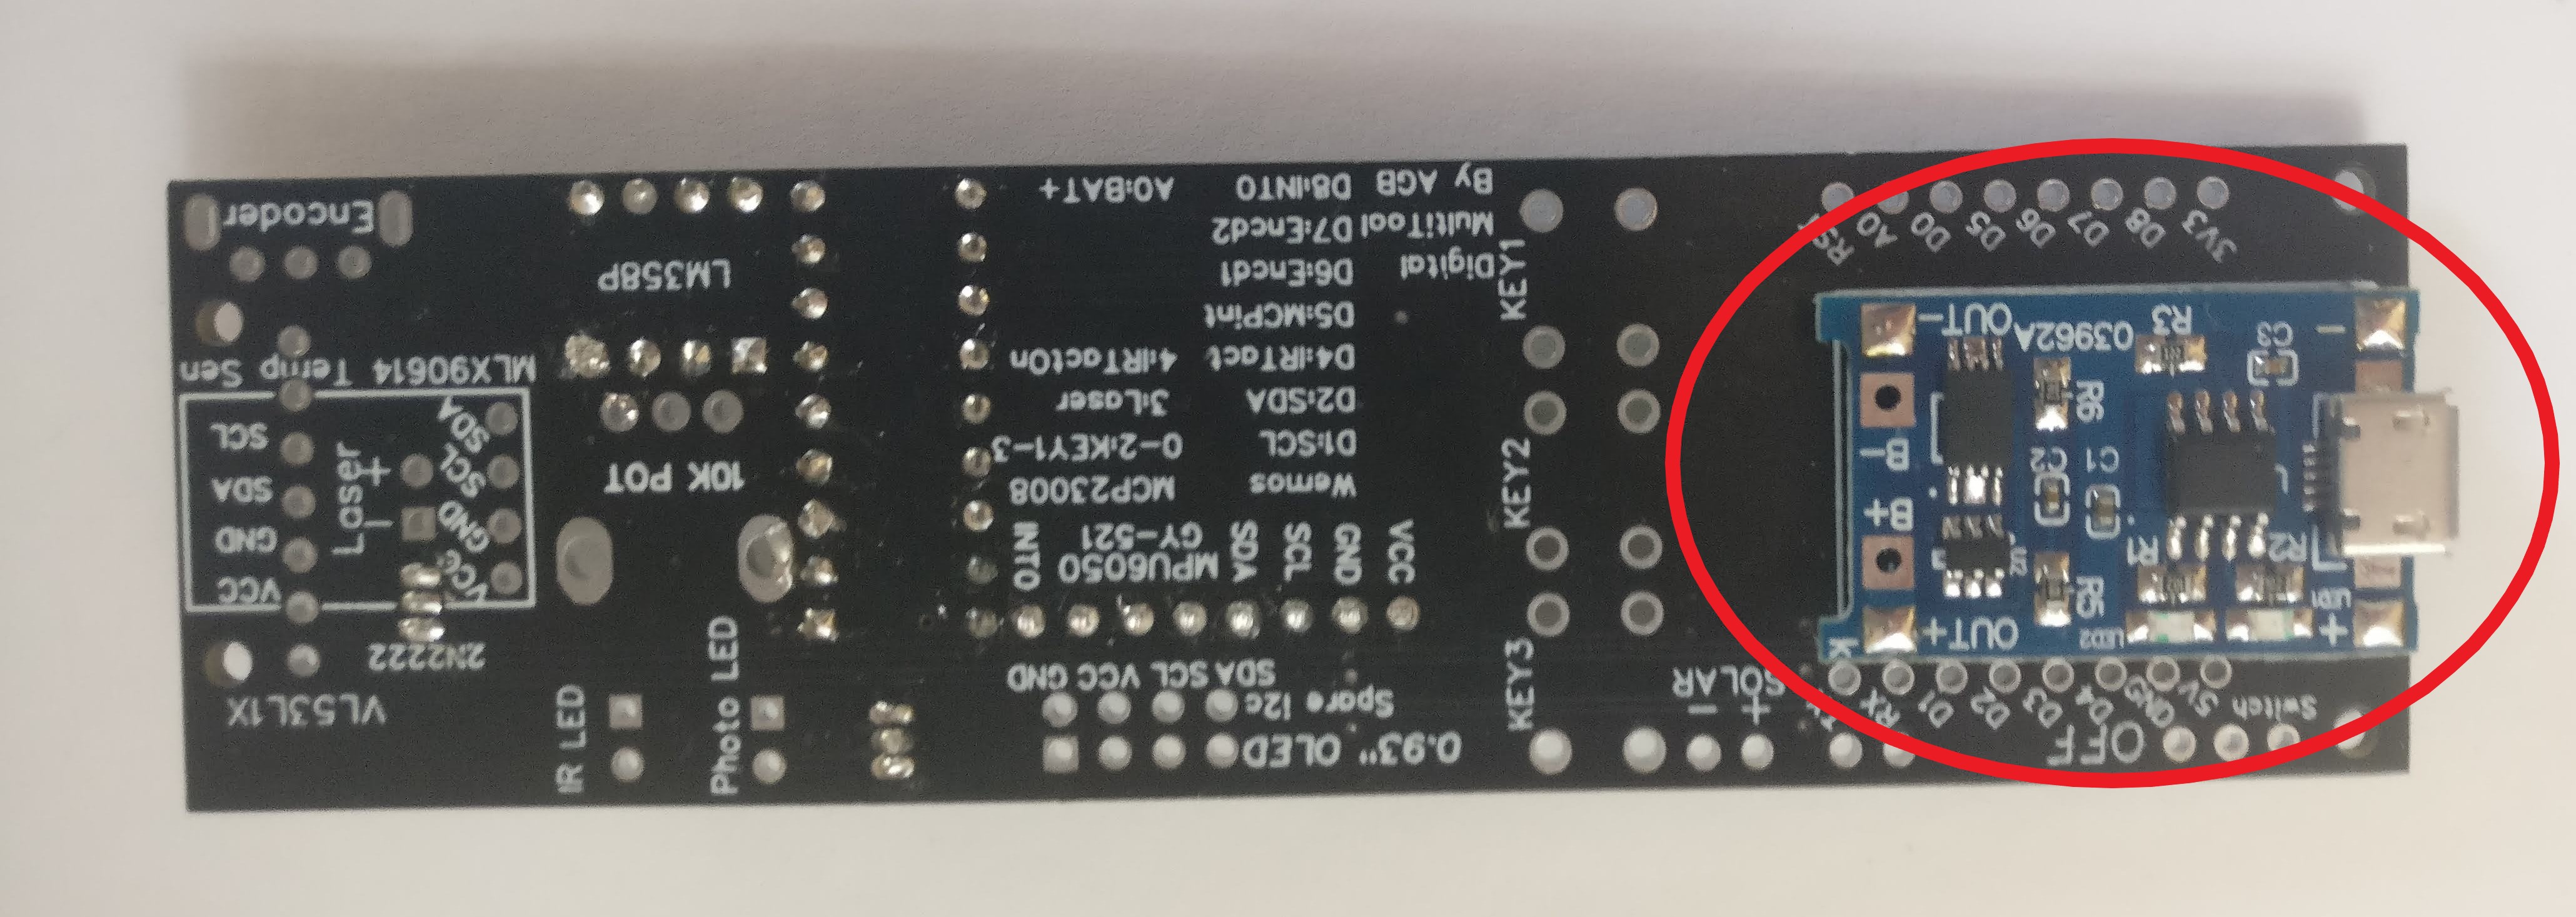 Encoder
MLX90614 Temp Sen
SCL
SDA
GND
VCC
Laser
+
−
SDA
SCL
GND
VCC
2N2222
VL53L1X
LM358P
10K POT
IR LED
Photo LED
By AGB
MultiTool
Digital
D8:INT0
D7:Encd2
D6:Encd1
D5:MCPint
D4:IRTact
D2:SDA
D1:SCL
Wemos
A0:BAT+
4:IRTactOn
3:Laser
0-2:KEY1-3
MCP23008
MPU6050
GY-521
INT0
SDA
SCL
GND
VCC
SDA SCL VCC GND
Spare i2c
0.93" OLED
KEY1
KEY2
KEY3
SOLAR
−
+
RST
A0
D0
D5
D6
D7
D8
3V3
OUT-
03962A
R3
C3
−
R6
B-
C2
C1
B+
U2
R1
R2
R5
LED1
LED2
OUT+
+
RX
D1
D2
D3
D4
GND
5V
OFF
Switch